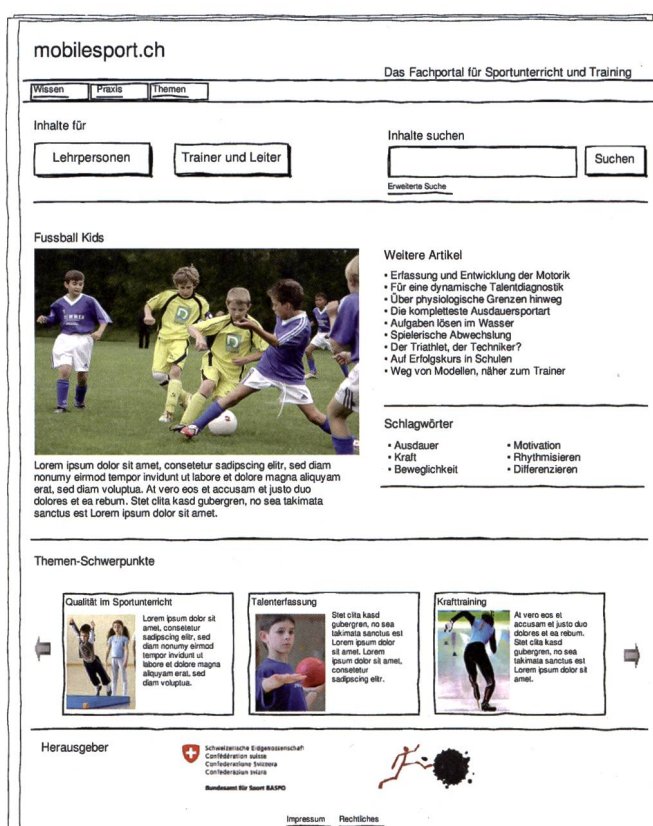 mobilesport.ch
Das Fachportal für Sportunterricht und Training
Wissen Praxis Themen
Inhalte für
Lehrpersonen Trainer und Leiter
Inhalte suchen
Suchen
Erweiterte Suche
Fussball Kids
Lorem ipsum dolor sit amet, consetetur sadipscing elitr, sed diam
nonumy eirmod tempor invidunt ut labore et dolore magna aliquyam
erat, sed diam voluptua. At vero eos et accusam et justo duo
dolores et ea rebum. Stet clita kasd gubergren, no sea takimata
sanctus est Lorem ipsum dolor sit amet.
Weitere Artikel
• Erfassung und Entwicklung der Motorik
• Für eine dynamische Talentdiagnostik
• Über physiologische Grenzen hinweg
• Die kompletteste Ausdauersportart
• Aufgaben lösen im Wasser
• Spielerische Abwechslung
• Der Triathlet, der Techniker?
• Auf Erfolgskurs in Schulen
• Weg von Modellen, näher zum Trainer
Schlagwörter
• Ausdauer
• Kraft
• Beweglichkeit
• Motivation
• Rhythmisieren
• Differenzieren
Themen-Schwerpunkte
Qualität im Sportunterricht
Lorem ipsum dolor sit
amet, consetetur
sadipscing elitr, sed
diam nonumy eirmod
tempor invidunt ut
labore et dolore magna
aliquyam erat, sed
diam voluptua.
Talenterfassung
Stet clita kasd
gubergren, no sea
takimata sanctus est
Lorem ipsum dolor
sit amet. Lorem
ipsum dolor sit amet,
consetetur
sadipscing elitr.
Krafttraining
At vero eos et
accusam et justo duo
dolores et ea rebum.
Stet clita kasd
gubergren, no sea
takimata sanctus est
Lorem ipsum dolor sit
amet.
Herausgeber
Schweizerische Eidgenossenschaft
Confédération suisse
Confederazione Svizzera
Confederaziun svizra
Bundesamt für Sport BASPO
Impressum Rechtliches